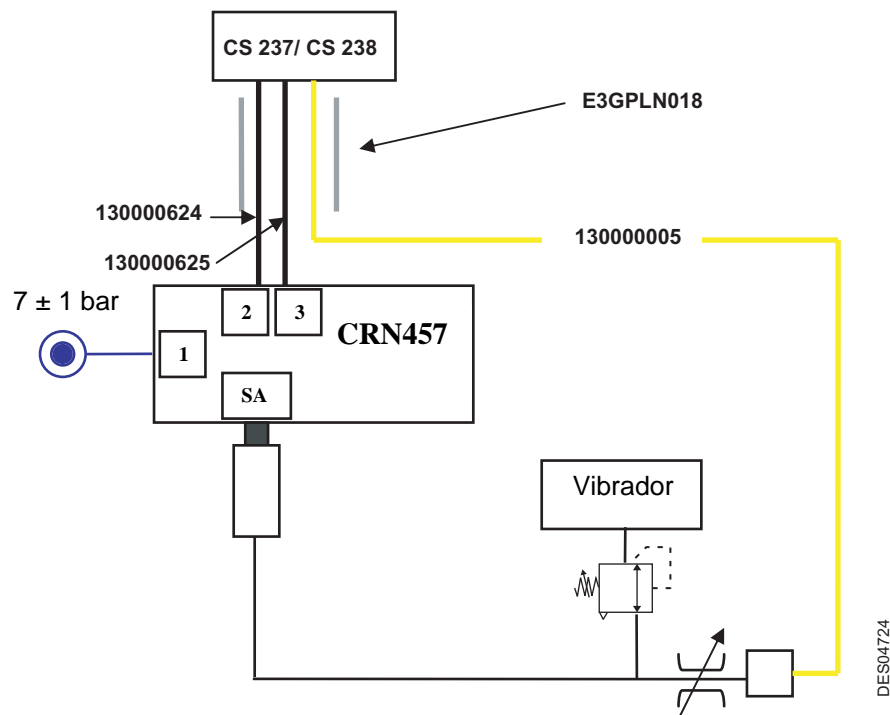 CS 237/ CS 238
E3GPLN018
130000624
130000005
130000625
7 ± 1 bar
2
3
CRN457
1
SA
Vibrador
DES04724